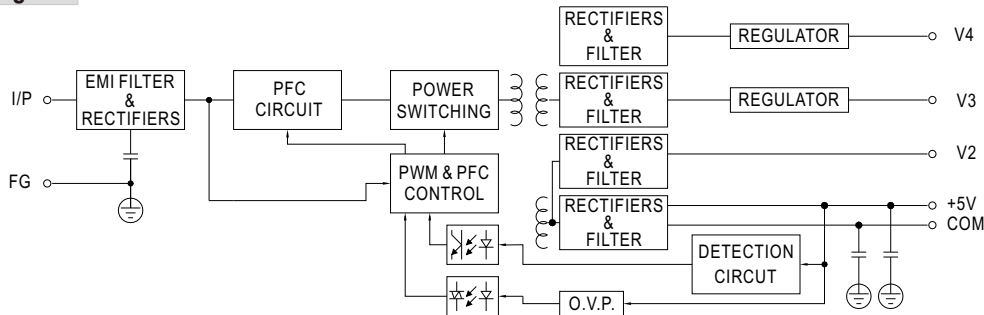 RECTIFIERS
&
FILTER
REGULATOR
V4
I/P
EMI FILTER
&
RECTIFIERS
PFC
CIRCUIT
POWER
SWITCHING
RECTIFIERS
&
FILTER
REGULATOR
V3
FG
PWM & PFC
CONTROL
RECTIFIERS
&
FILTER
V2
RECTIFIERS
&
FILTER
+5V
COM
DETECTION
CIRCUT
O.V.P.